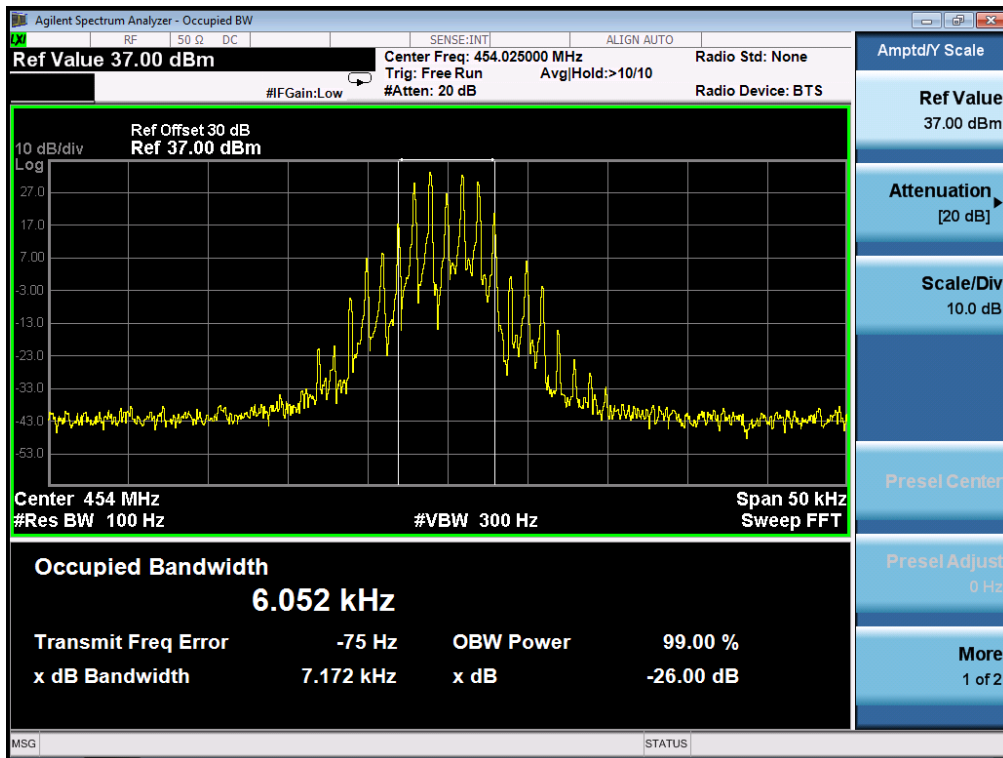 Agilent Spectrum Analyzer - Occupied BW
LXI RF 50 Ω DC SENSE:INT ALIGN AUTO
Ref Value 37.00 dBm
Center Freq: 454.025000 MHz
Radio Std: None
Trig: Free Run Avg|Hold:>10/10
#IFGain:Low
#Atten: 20 dB
Radio Device: BTS
Ref Offset 30 dB
10 dB/div Ref 37.00 dBm
Log
27.0
17.0
7.00
-3.00
-13.0
-23.0
-33.0
-43.0
-53.0
Center 454 MHz
Span 50 kHz
#Res BW 100 Hz
#VBW 300 Hz
Sweep FFT
Occupied Bandwidth
6.052 kHz
Transmit Freq Error -75 Hz OBW Power 99.00 %
x dB Bandwidth 7.172 kHz x dB -26.00 dB
MSG
STATUS
Amptd/Y Scale
Ref Value
37.00 dBm
Attenuation
[20 dB]
Scale/Div
10.0 dB
Presel Center
Presel Adjust
0 Hz
More
1 of 2